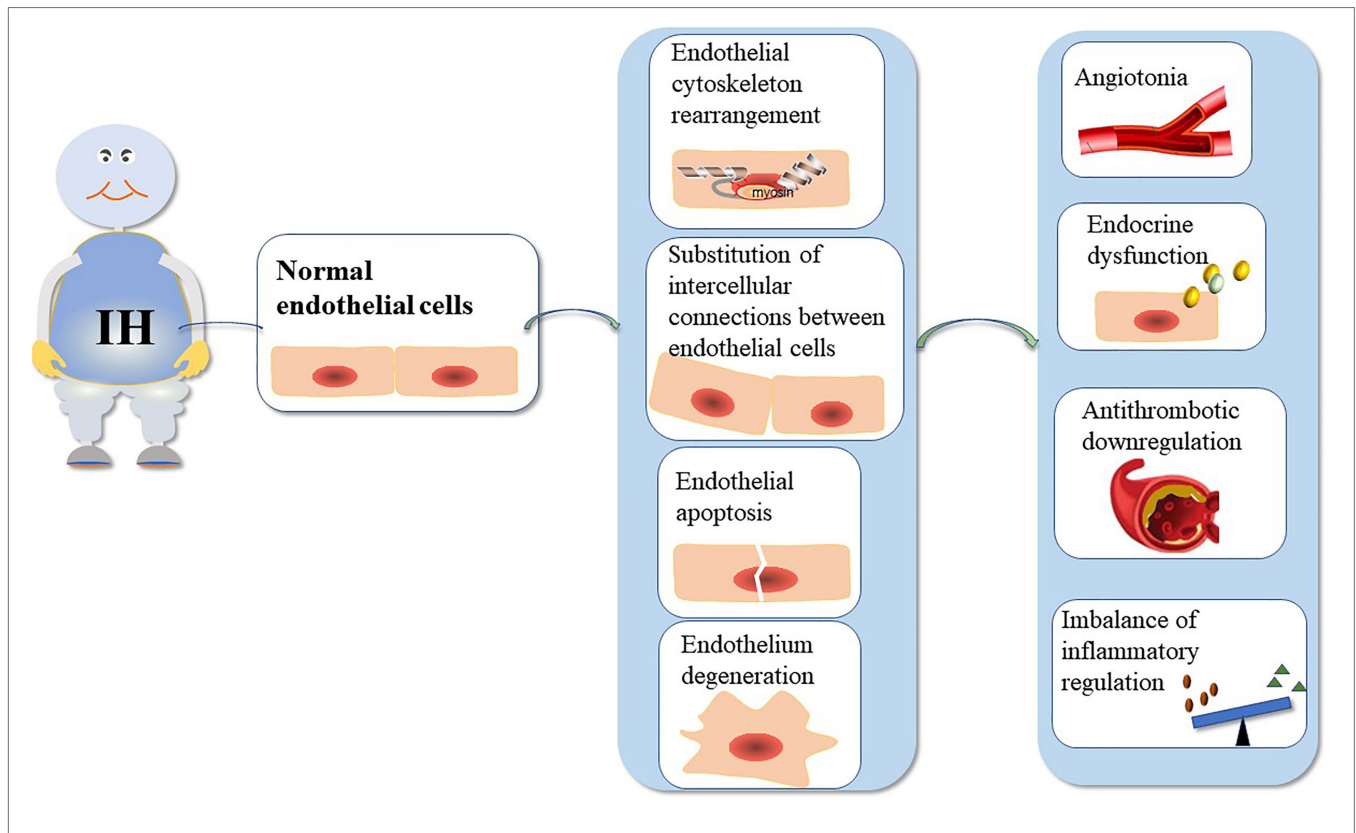 IH
Normal
endothelial cells
Endothelial
cytoskeleton
rearrangement
myosin
Substitution of
intercellular
connections between
endothelial cells
Endothelial
apoptosis
Endothelium
degeneration
Angiotonia
Endocrine
dysfunction
Antithrombotic
downregulation
Imbalance of
inflammatory
regulation